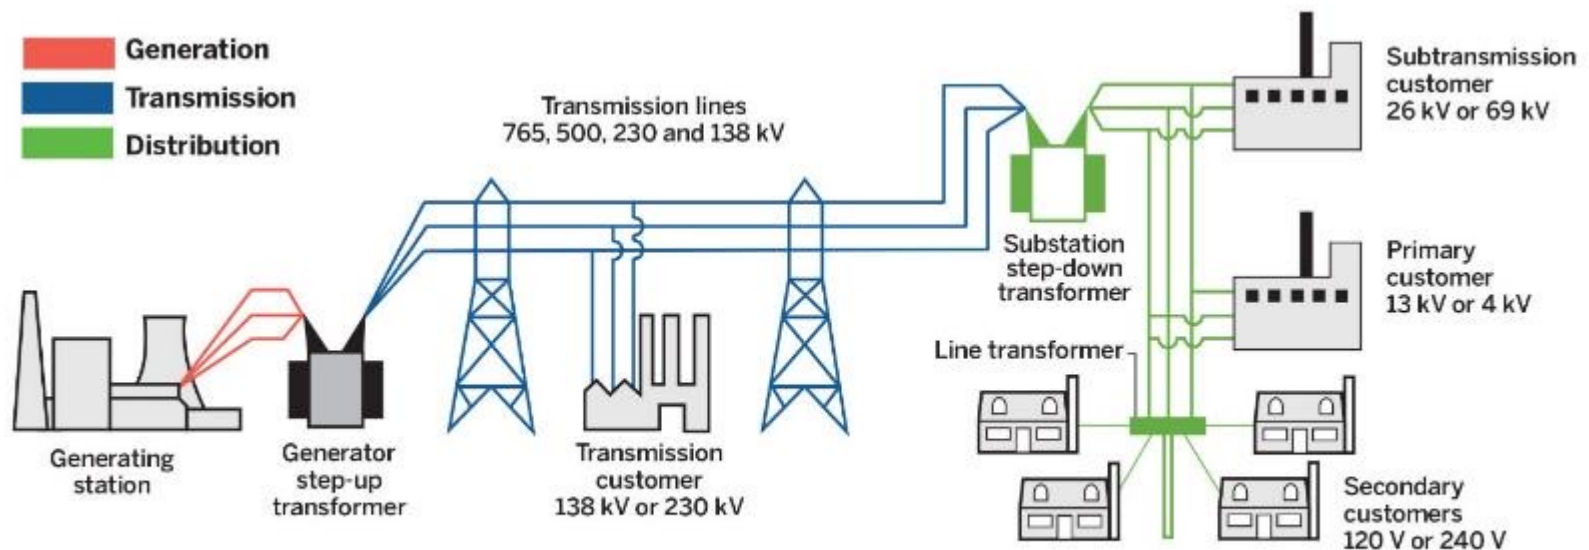 Generation
Transmission
Distribution
Transmission lines
765, 500, 230 and 138 kV
Subtransmission
customer
26 kV or 69 kV
Substation
step-down
transformer
Primary
customer
13 kV or 4 kV
Line transformer
Generating
station
Generator
step-up
transformer
Transmission
customer
138 kV or 230 kV
Secondary
customers
120 V or 240 V